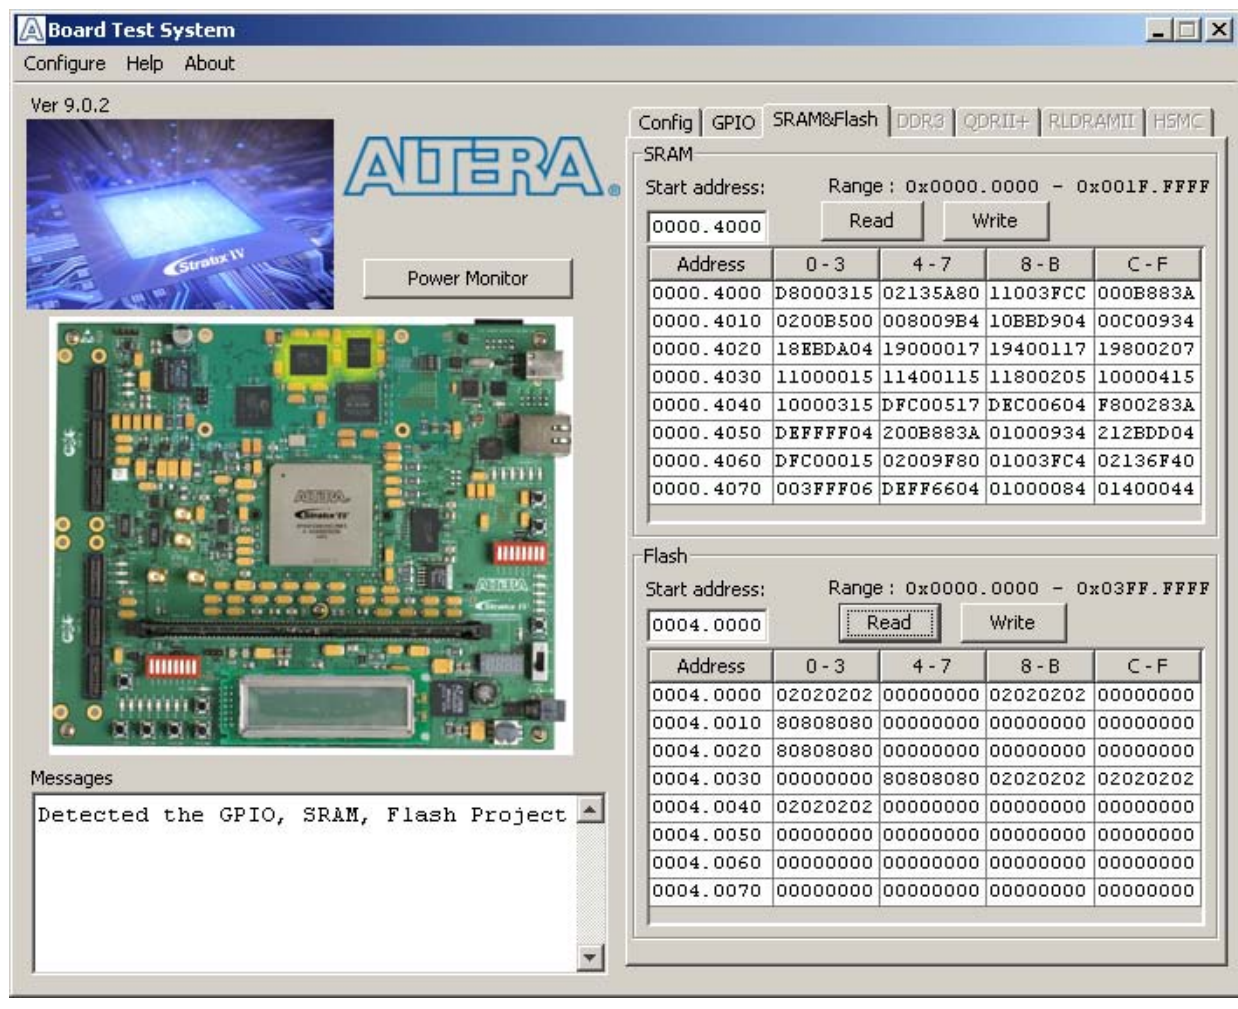 Board Test System
Configure Help About
Ver 9.0.2
Stratix IV
ALTERA®
Power Monitor
ALTERA
Stratix IV
ALTERA
Stratix IV
Messages
Detected the GPIO, SRAM, Flash Project
Config GPIO SRAM&Flash DDR3 QDRII+ RLDRAMII HSMC
SRAM
Start address: Range : 0x0000.0000 - 0x001F.FFFF
0000.4000 Read Write
Address 0 - 3 4 - 7 8 - B C - F
0000.4000 D8000315 02135A80 11003FCC 000B883A
0000.4010 0200B500 008009B4 10BBD904 00C00934
0000.4020 18EBDA04 19000017 19400117 19800207
0000.4030 11000015 11400115 11800205 10000415
0000.4040 10000315 DFC00517 DEC00604 F800283A
0000.4050 DEFFFF04 200B883A 01000934 212BDD04
0000.4060 DFC00015 02009F80 01003FC4 02136F40
0000.4070 003FFF06 DEFF6604 01000084 01400044
Flash
Start address: Range : 0x0000.0000 - 0x03FF.FFFF
0004.0000 Read Write
Address 0 - 3 4 - 7 8 - B C - F
0004.0000 02020202 00000000 02020202 00000000
0004.0010 80808080 00000000 00000000 00000000
0004.0020 80808080 00000000 00000000 00000000
0004.0030 00000000 80808080 02020202 02020202
0004.0040 02020202 00000000 00000000 00000000
0004.0050 00000000 00000000 00000000 00000000
0004.0060 00000000 00000000 00000000 00000000
0004.0070 00000000 00000000 00000000 00000000